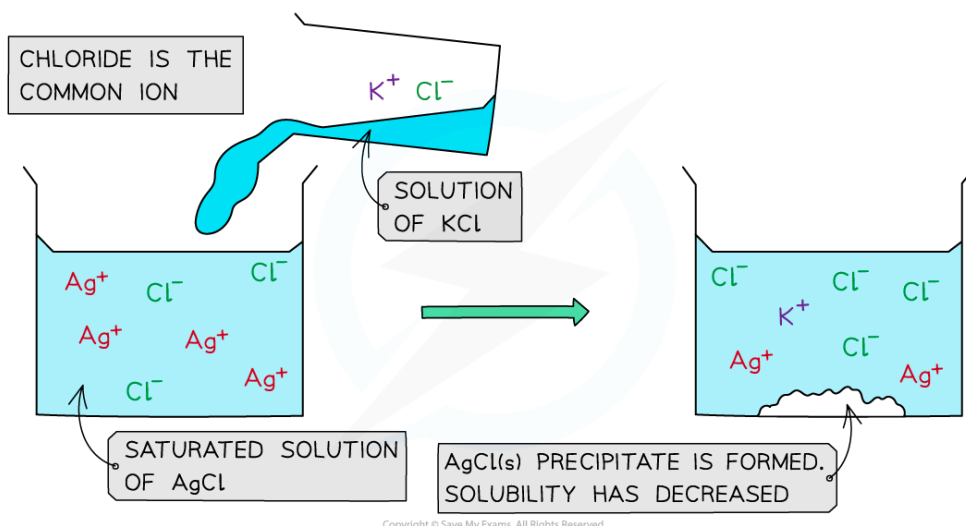 CHLORIDE IS THE
COMMON ION
K⁺ Cl⁻
SOLUTION
OF KCl
Ag⁺ Cl⁻ Cl⁻
Ag⁺ Ag⁺
Cl⁻ Ag⁺
SATURATED SOLUTION
OF AgCl
Cl⁻ Cl⁻ Cl⁻
K⁺
Ag⁺ Cl⁻ Ag⁺
AgCl(s) PRECIPITATE IS FORMED.
SOLUBILITY HAS DECREASED
Copyright © Save My Exams. All Rights Reserved